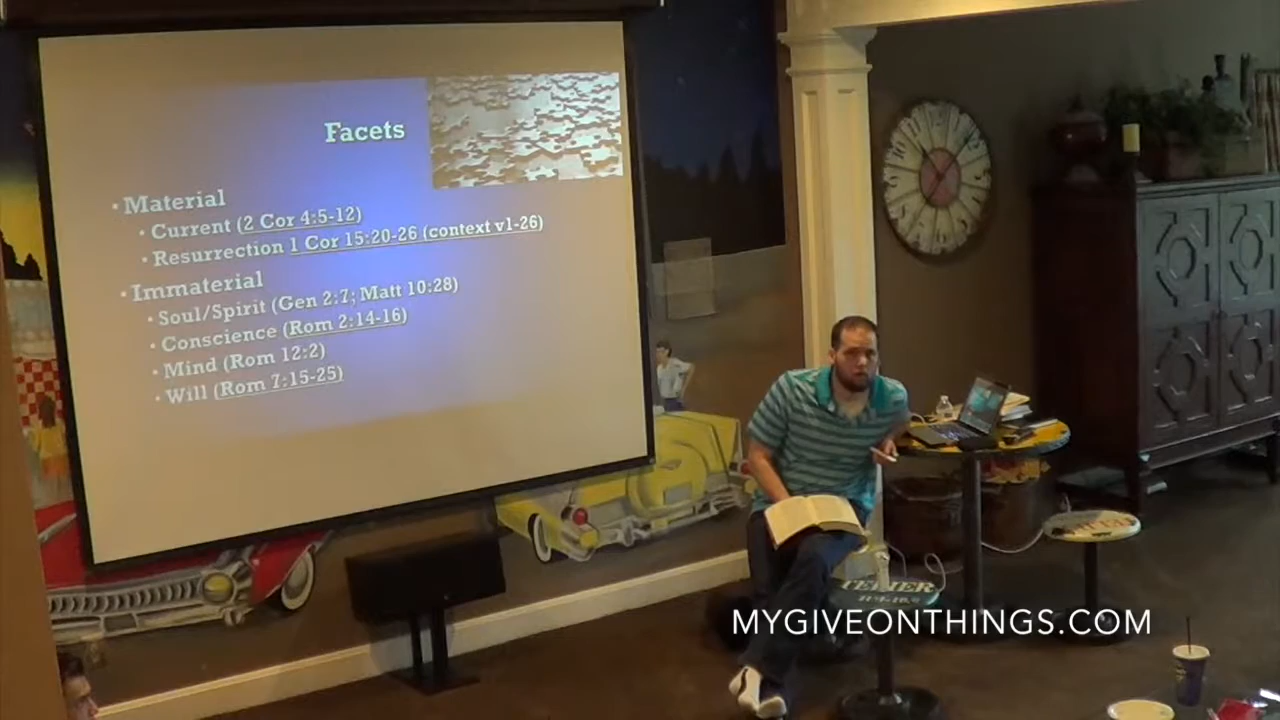 Facets
• Material
• Current (2 Cor 4:5-12)
• Resurrection 1 Cor 15:20-26 (context v1-26)
• Immaterial
• Soul/Spirit (Gen 2:7; Matt 10:28)
• Conscience (Rom 2:14-16)
• Mind (Rom 12:2)
• Will (Rom 7:15-25)
MYGIVEONTHINGS.COM